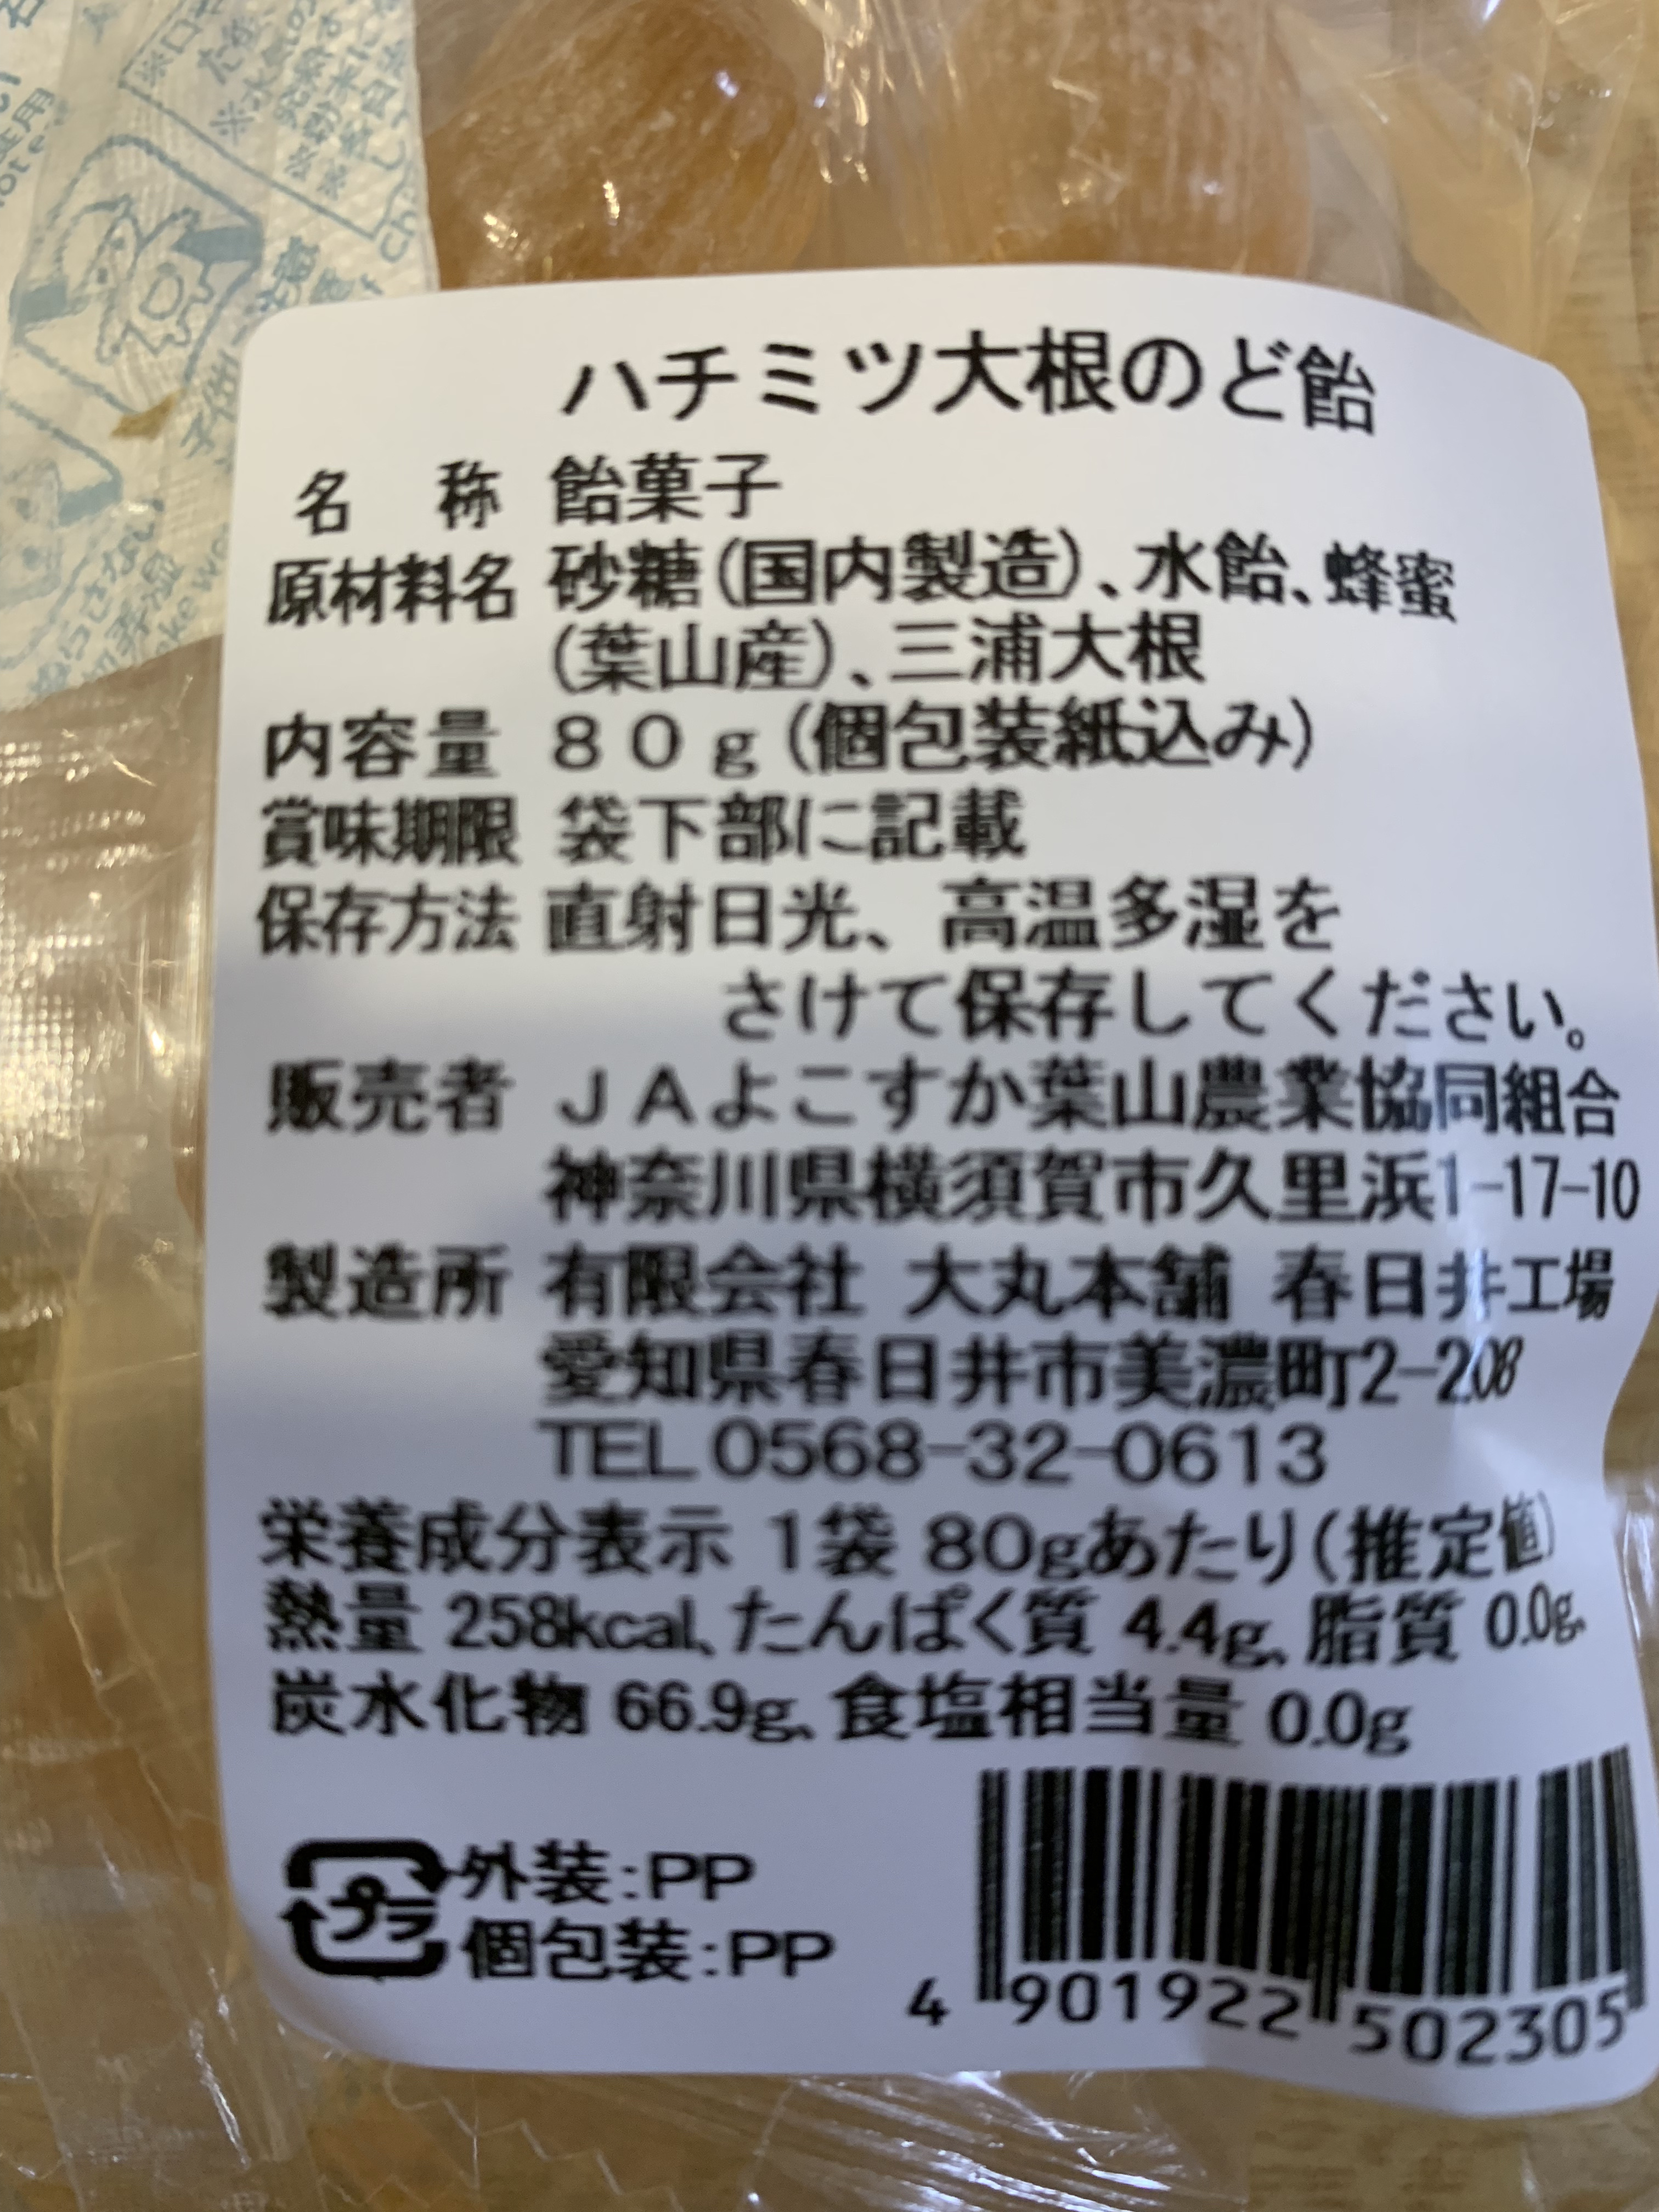 ハチミツ大根のど飴
名 称 飴菓子
原材料名 砂糖(国内製造)、水飴、蜂蜜
(葉山産)、三浦大根
内容量 80g(個包装紙込み)
賞味期限 袋下部に記載
保存方法 直射日光、高温多湿を
さけて保存してください。
販売者 JAよこすか葉山農業協同組合
神奈川県横須賀市久里浜1-17-10
製造所 有限会社 大丸本舗 春日井工場
愛知県春日井市美濃町2-208
TEL0568-32-0613
栄養成分表示 1袋 80gあたり(推定値)
熱量 258kcal、たんぱく質 4.4g、脂質 0.0g、
炭水化物 66.9g、食塩相当量 0.0g
プラ 外装:PP
個包装:PP
4 901922 502305